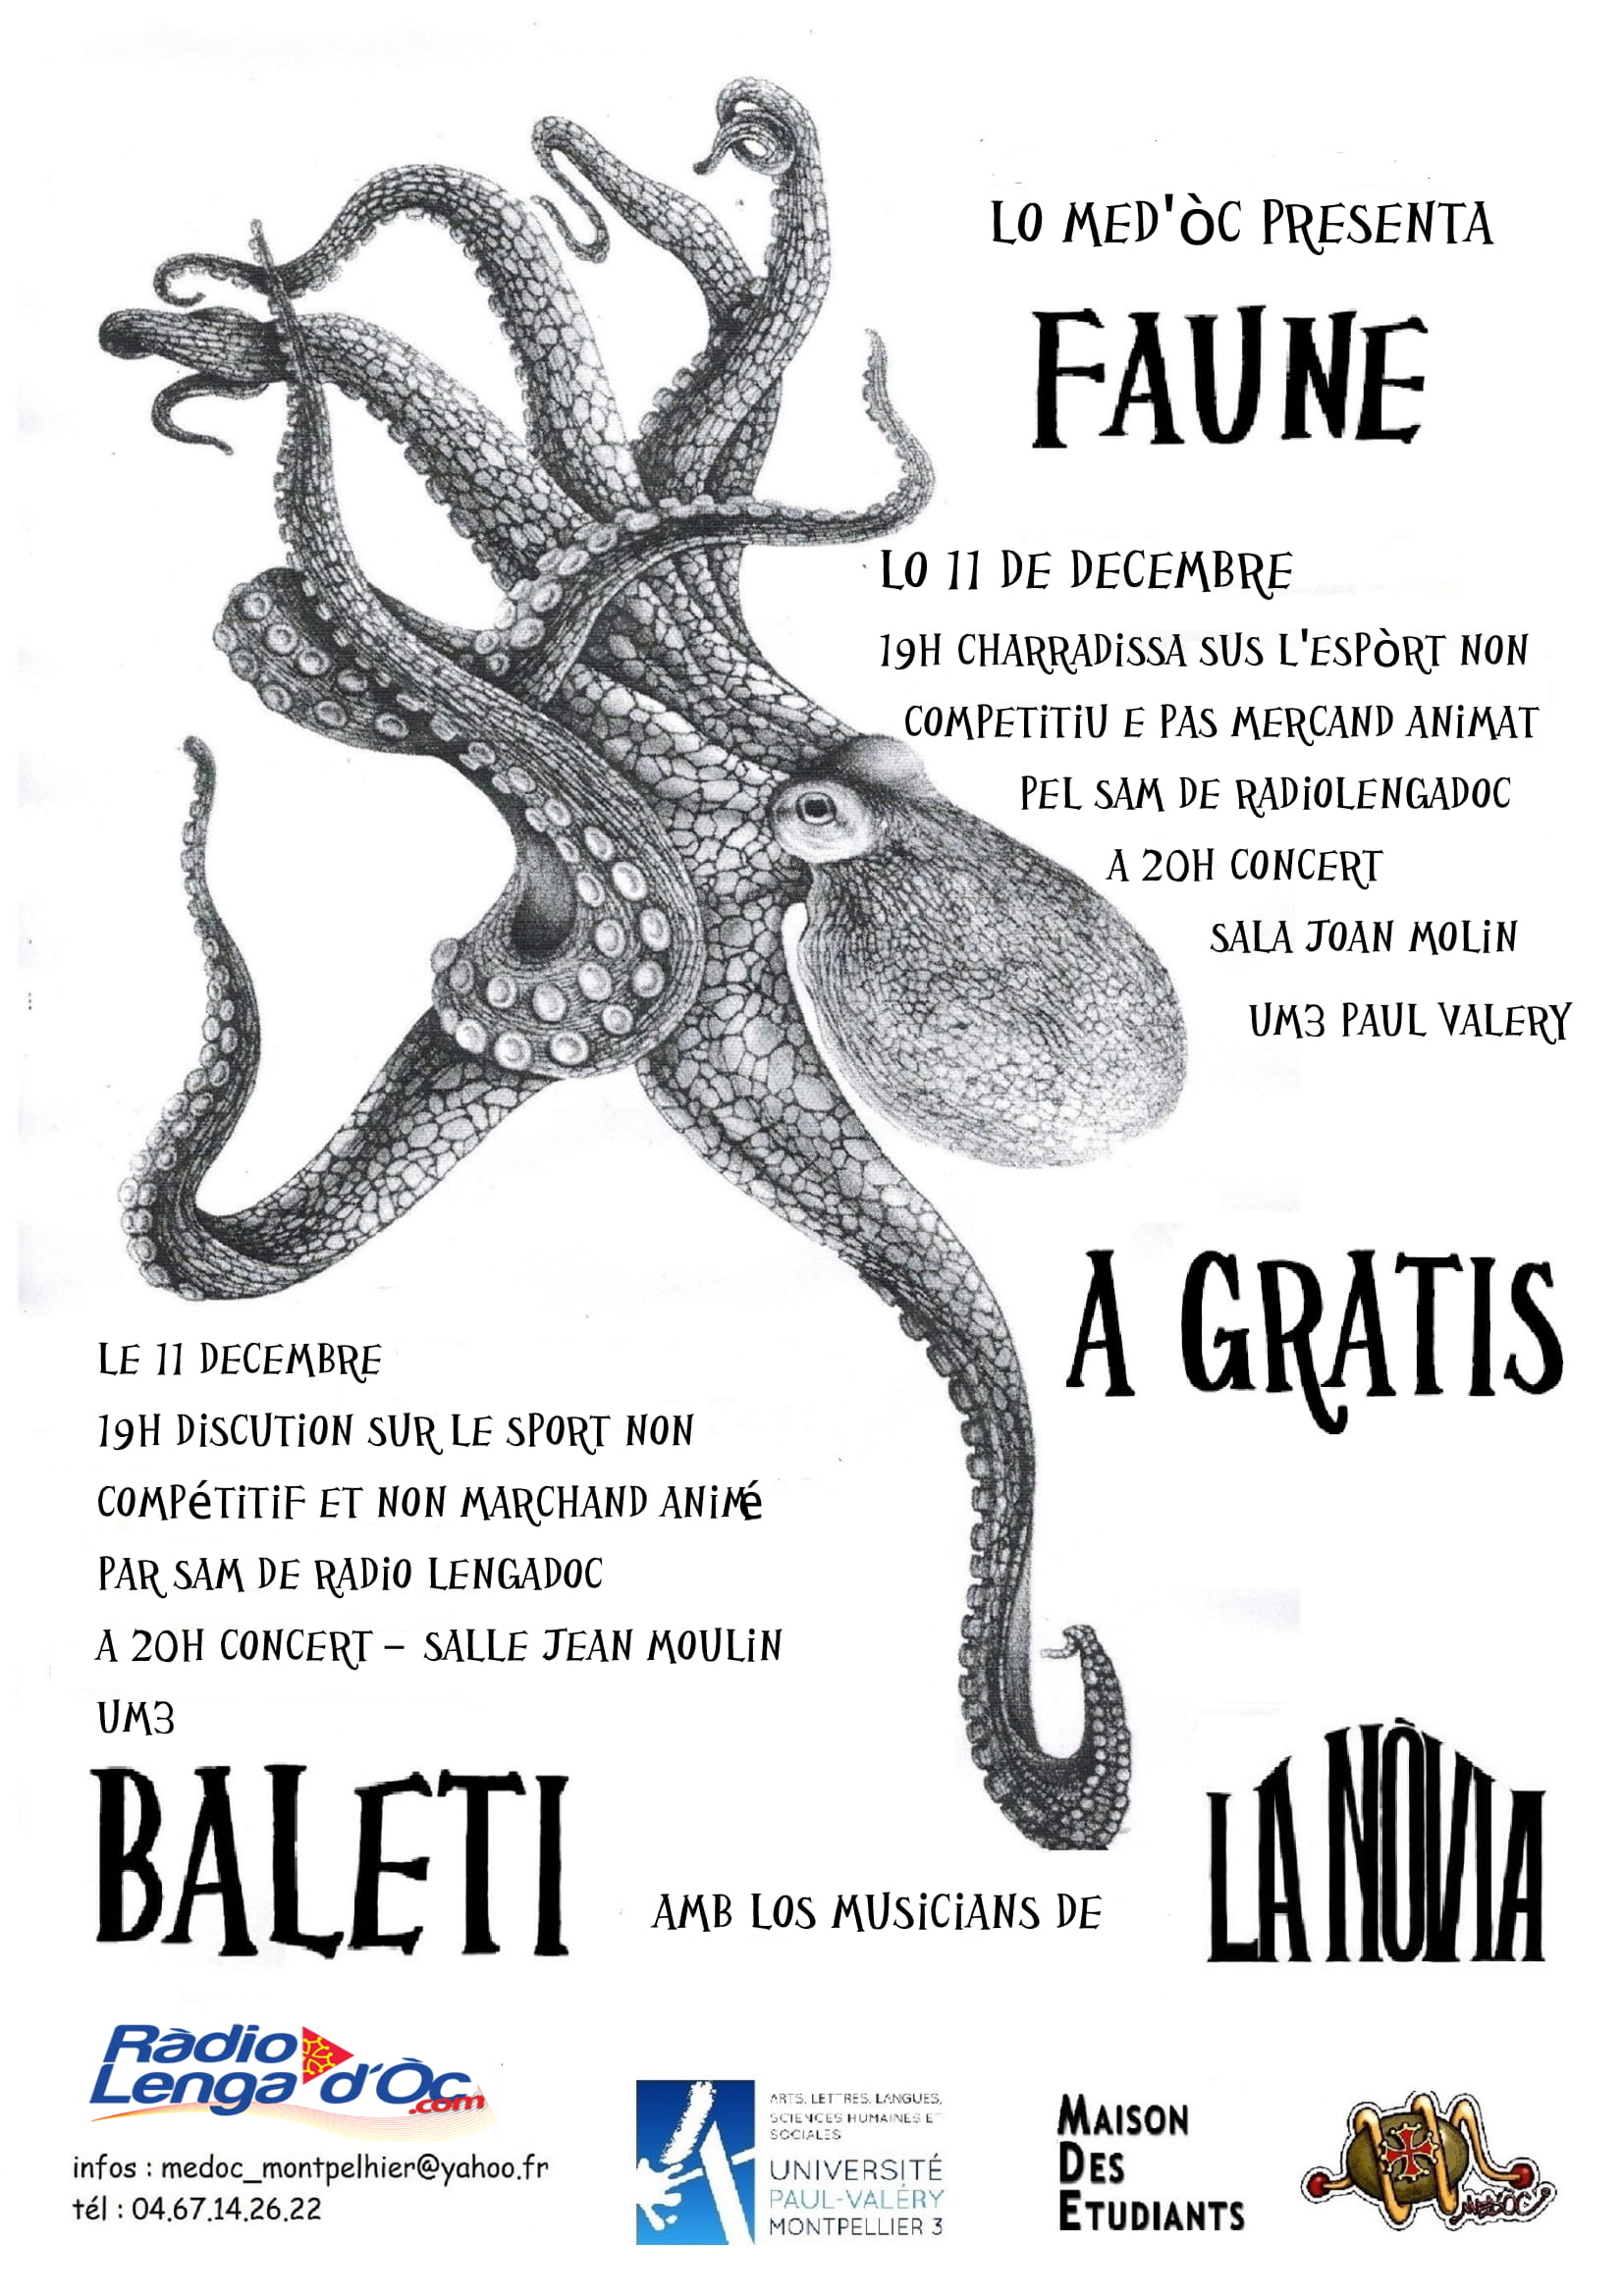 LO MED'ÒC PRESENTA
FAUNE
LO 11 DE DECEMBRE
19H CHARRADiSSA SUS L'ESPÒRT NON
COMPETiTiU E PAS MERCAND ANiMAT
PEL SAM DE RADiOLENGADOC
A 20H CONCERT
SALA JOAN MOLiN
UM3 PAUL VALERY
A GRATIS
LE 11 DECEMBRE
19H DiSCUTiON SUR LE SPORT NON
COMPéTiTiF ET NON MARCHAND ANiMé
PAR SAM DE RADiO LENGADOC
A 20H CONCERT – SALLE JEAN MOULiN
UM3
BALETI
AMB LOS MUSiCiANS DE
LA NÒVIA
Ràdio
Lenga d'Òc
.com
infos : medoc_montpelhier@yahoo.fr
tél : 04.67.14.26.22
ARTS, LETTRES, LANGUES,
SCIENCES HUMAINES ET
SOCIALES
UNIVERSITÉ
PAUL-VALÉRY
MONTPELLIER 3
MAISON
DES
ETUDIANTS
MED'ÒC